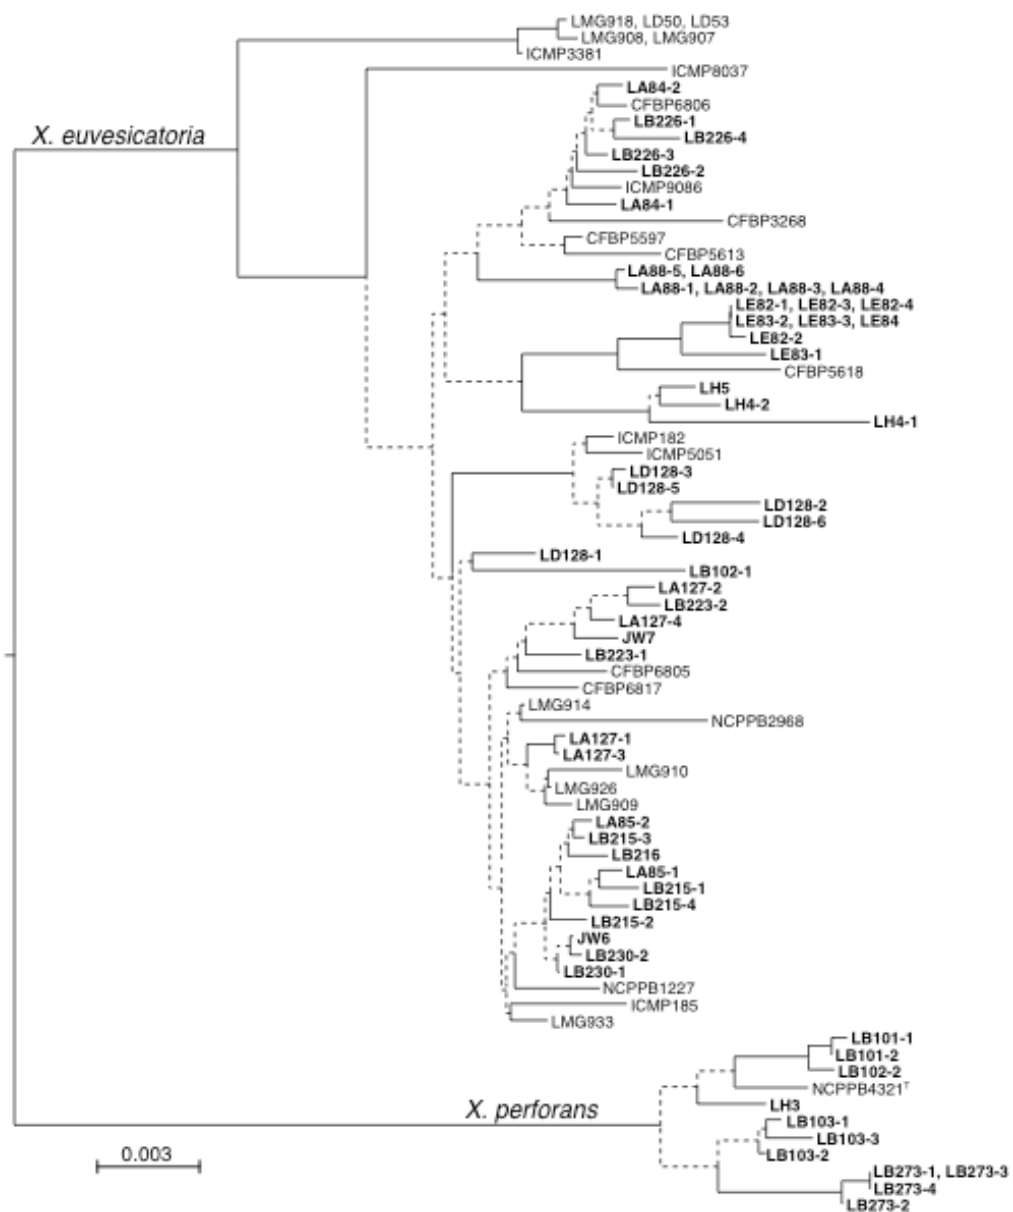 LMG918, LD50, LD53
LMG908, LMG907
ICMP3381
ICMP8037
LA84-2
CFBP6806
LB226-1
X. euvesicatoria
LB226-4
LB226-3
LB226-2
ICMP9086
LA84-1
CFBP3268
CFBP5597
CFBP5613
LA88-5, LA88-6
LA88-1, LA88-2, LA88-3, LA88-4
LE82-1, LE82-3, LE82-4
LE83-2, LE83-3, LE84
LE82-2
LE83-1
CFBP5618
LH5
LH4-2
LH4-1
ICMP182
ICMP5051
LD128-3
LD128-5
LD128-2
LD128-6
LD128-4
LD128-1
LB102-1
LA127-2
LB223-2
LA127-4
JW7
LB223-1
CFBP6805
CFBP6817
LMG914
NCPPB2968
LA127-1
LA127-3
LMG910
LMG926
LMG909
LA85-2
LB215-3
LB216
LA85-1
LB215-1
LB215-4
LB215-2
JW6
LB230-2
LB230-1
NCPPB1227
ICMP185
LMG933
LB101-1
LB101-2
LB102-2
NCPPB4321ᵀ
LH3
X. perforans
LB103-1
LB103-3
LB103-2
0.003
LB273-1, LB273-3
LB273-4
LB273-2